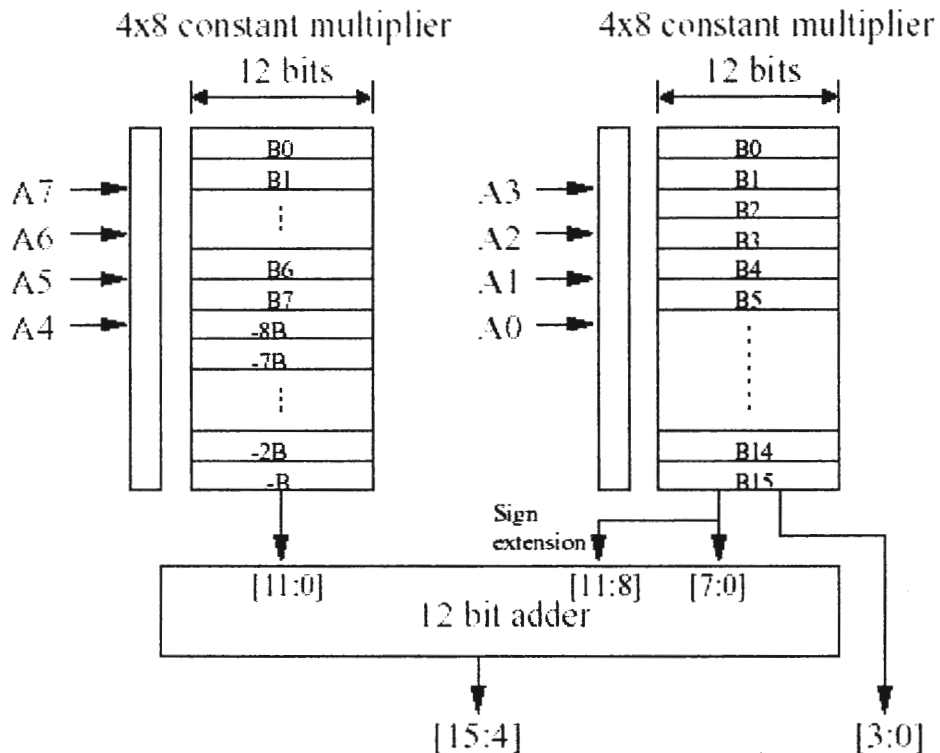 4x8 constant multiplier
12 bits
B0
B1
B6
B7
-8B
-7B
-2B
-B
A7
A6
A5
A4
4x8 constant multiplier
12 bits
B0
B1
B2
B3
B4
B5
B14
B15
A3
A2
A1
A0
Sign
extension
[11:0]
[11:8]
[7:0]
12 bit adder
[15:4]
[3:0]